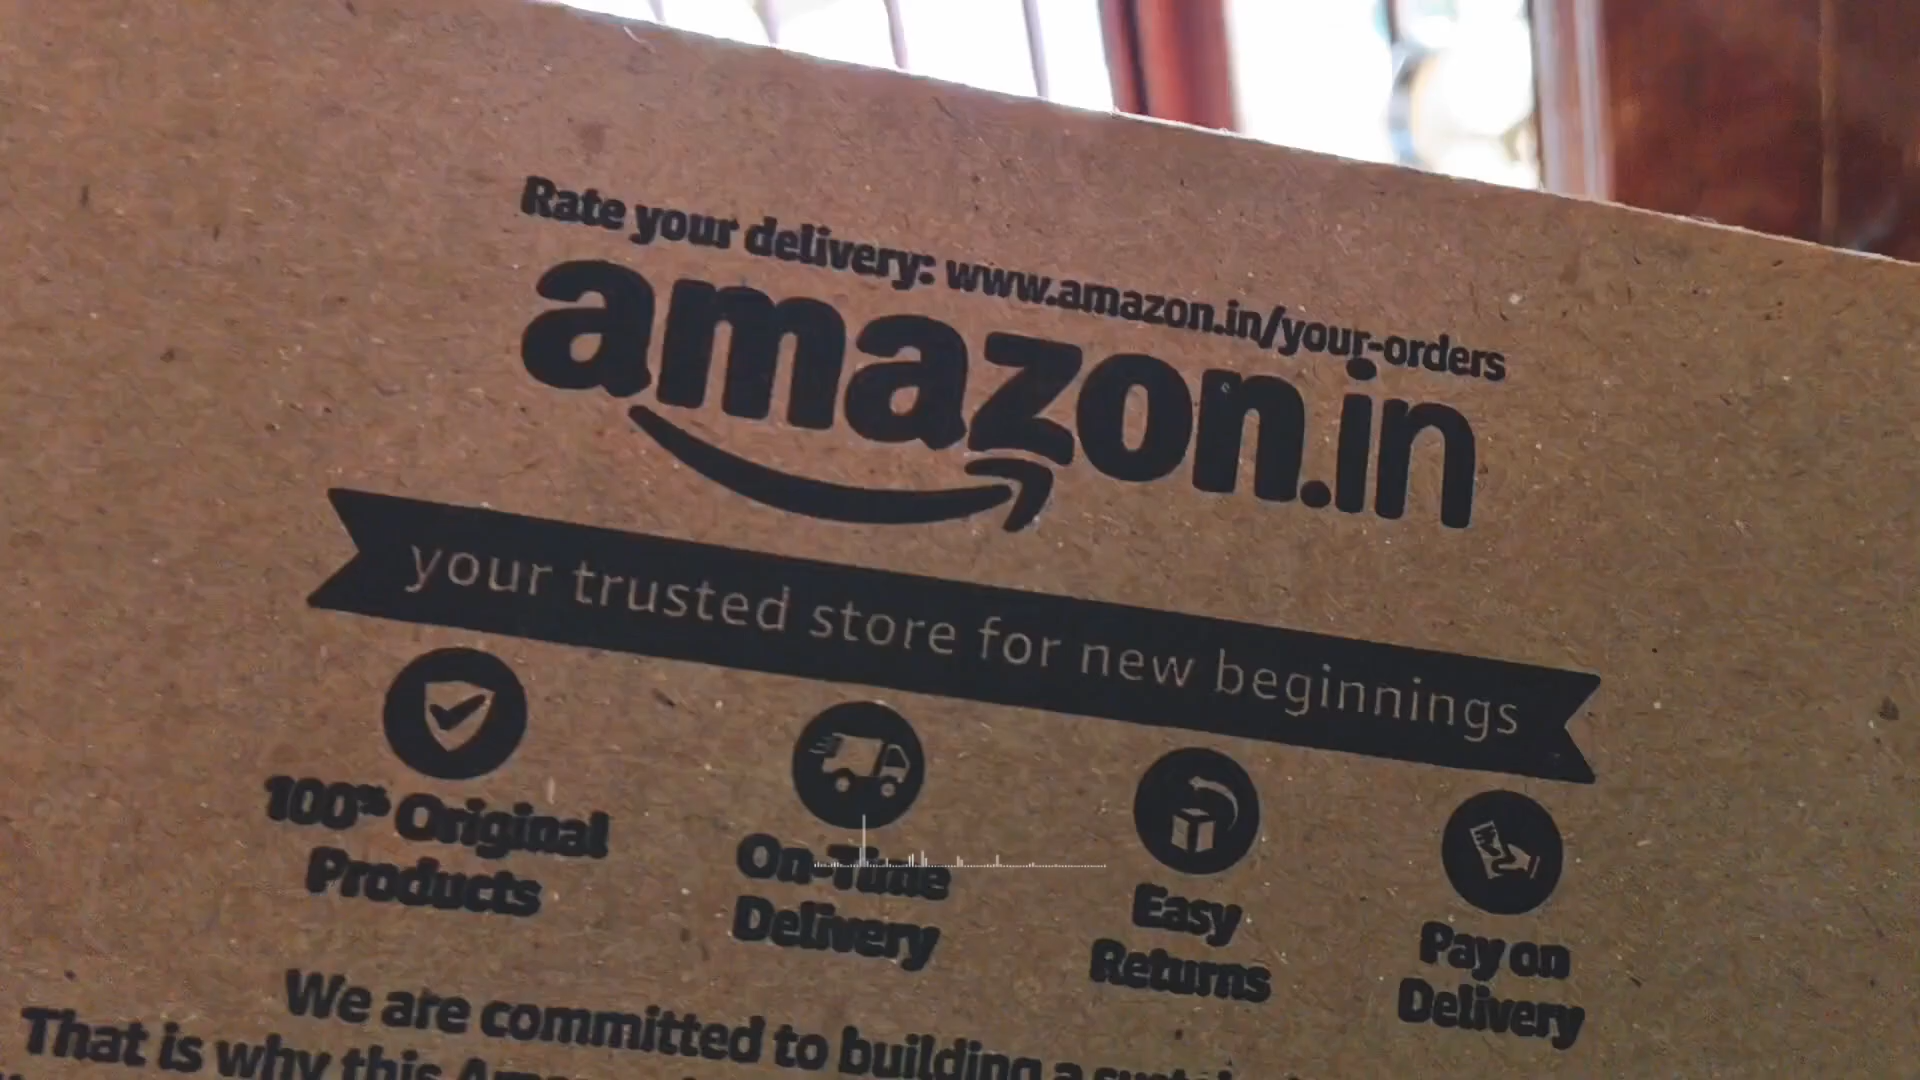 Rate your delivery: www.amazon.in/your-orders
amazon.in
your trusted store for new beginnings
100% Original
Products
On-Time
Delivery
Easy
Returns
Pay on
Delivery
We are committed to building a
That is why this